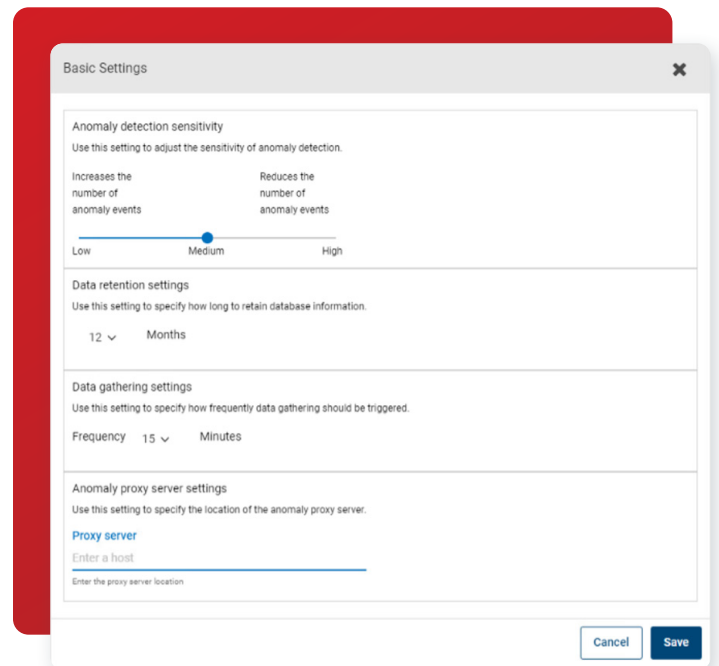 Basic Settings
Anomaly detection sensitivity
Use this setting to adjust the sensitivity of anomaly detection.
Increases the
number of
anomaly events
Reduces the
number of
anomaly events
Low Medium High
Data retention settings
Use this setting to specify how long to retain database information.
12 Months
Data gathering settings
Use this setting to specify how frequently data gathering should be triggered.
Frequency 15 Minutes
Anomaly proxy server settings
Use this setting to specify the location of the anomaly proxy server.
Proxy server
Enter a host
Enter the proxy server location
Cancel Save